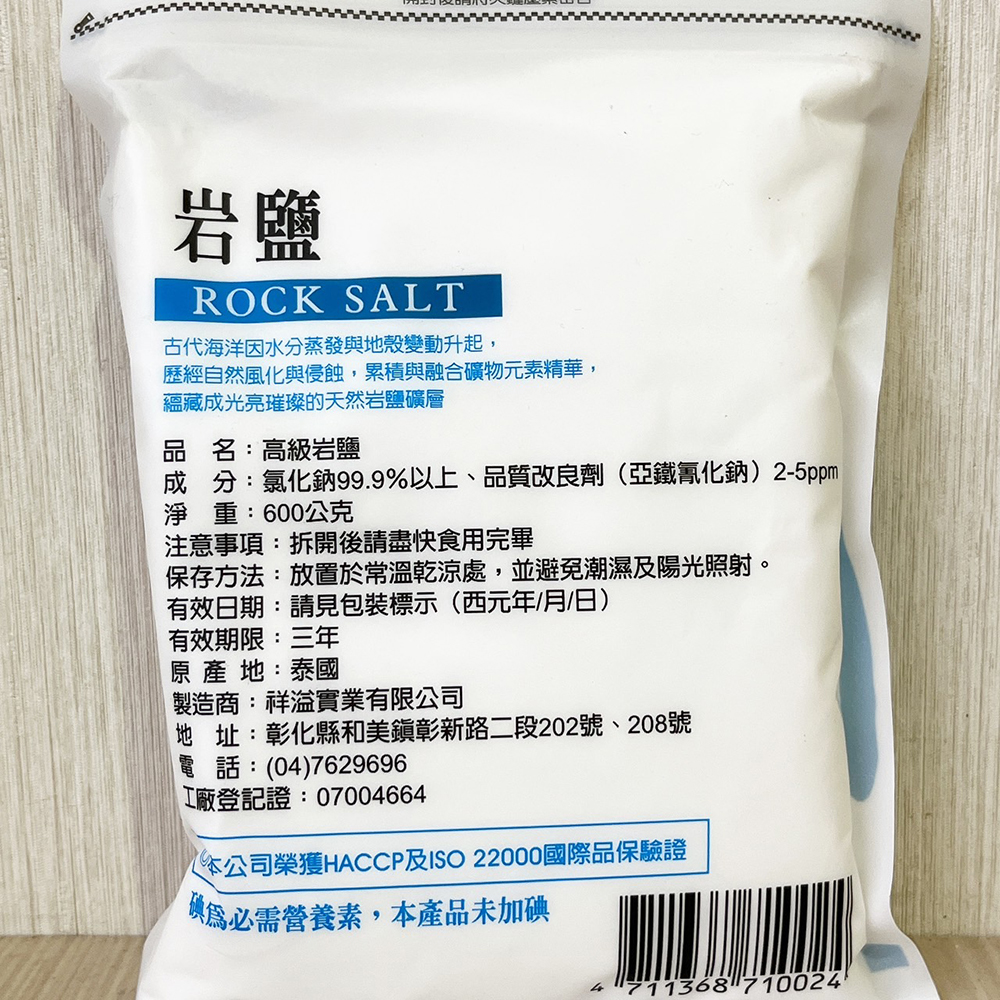 岩鹽
ROCK SALT
古代海洋因水分蒸發與地殼變動升起，
歷經自然風化與侵蝕，累積與融合礦物元素精華，
蘊藏成光亮璀璨的天然岩鹽礦層
品 名：高級岩鹽
成 分：氯化鈉99.9%以上、品質改良劑（亞鐵氰化鈉）2-5ppm
淨 重：600公克
注意事項：拆開後請盡快食用完畢
保存方法：放置於常溫乾涼處，並避免潮濕及陽光照射。
有效日期：請見包裝標示（西元年/月/日）
有效期限：三年
原 產 地：泰國
製造商：祥溢實業有限公司
地 址：彰化縣和美鎮彰新路二段202號、208號
電 話：(04)7629696
工廠登記證：07004664
本公司榮獲HACCP及ISO 22000國際品保驗證
碘為必需營養素，本產品未加碘
4 711368 710024